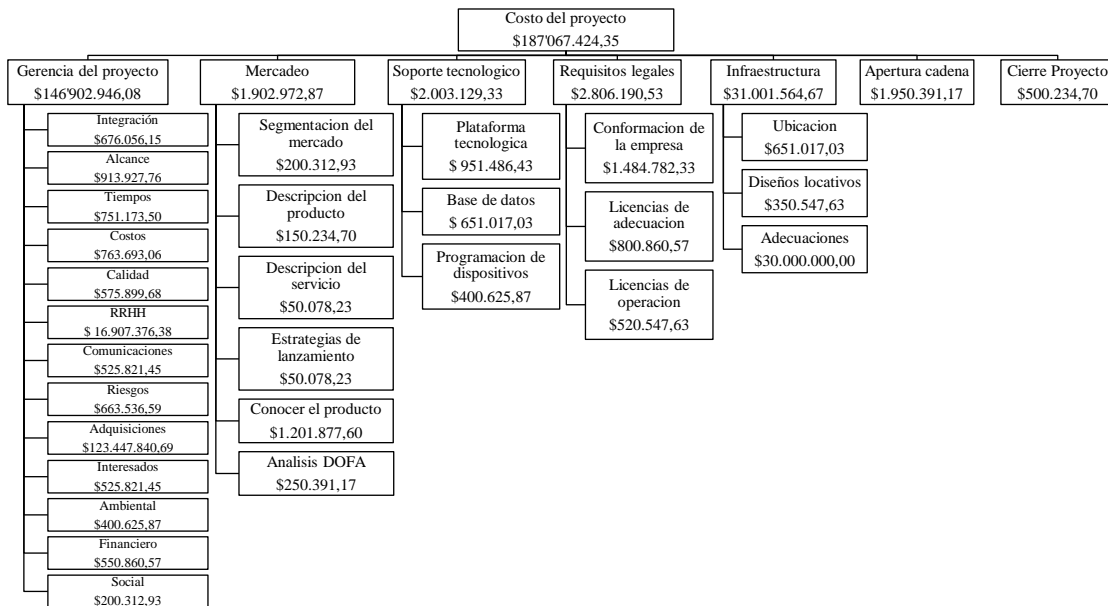 Costo del proyecto
$187'067.424,35
Gerencia del proyecto
$146'902.946,08
Integración
$676.056,15
Alcance
$913.927,76
Tiempos
$751.173,50
Costos
$763.693,06
Calidad
$575.899,68
RRHH
$ 16.907.376,38
Comunicaciones
$525.821,45
Riesgos
$663.536,59
Adquisiciones
$123.447.840,69
Interesados
$525.821,45
Ambiental
$400.625,87
Financiero
$550.860,57
Social
$200.312,93
Mercadeo
$1.902.972,87
Segmentacion del
mercado
$200.312,93
Descripcion del
producto
$150.234,70
Descripcion del
servicio
$50.078,23
Estrategias de
lanzamiento
$50.078,23
Conocer el producto
$1.201.877,60
Analisis DOFA
$250.391,17
Soporte tecnologico
$2.003.129,33
Plataforma
tecnologica
$ 951.486,43
Base de datos
$ 651.017,03
Programacion de
dispositivos
$400.625,87
Requisitos legales
$2.806.190,53
Conformacion de
la empresa
$1.484.782,33
Licencias de
adecuacion
$800.860,57
Licencias de
operacion
$520.547,63
Infraestructura
$31.001.564,67
Ubicacion
$651.017,03
Diseños locativos
$350.547,63
Adecuaciones
$30.000.000,00
Apertura cadena
$1.950.391,17
Cierre Proyecto
$500.234,70